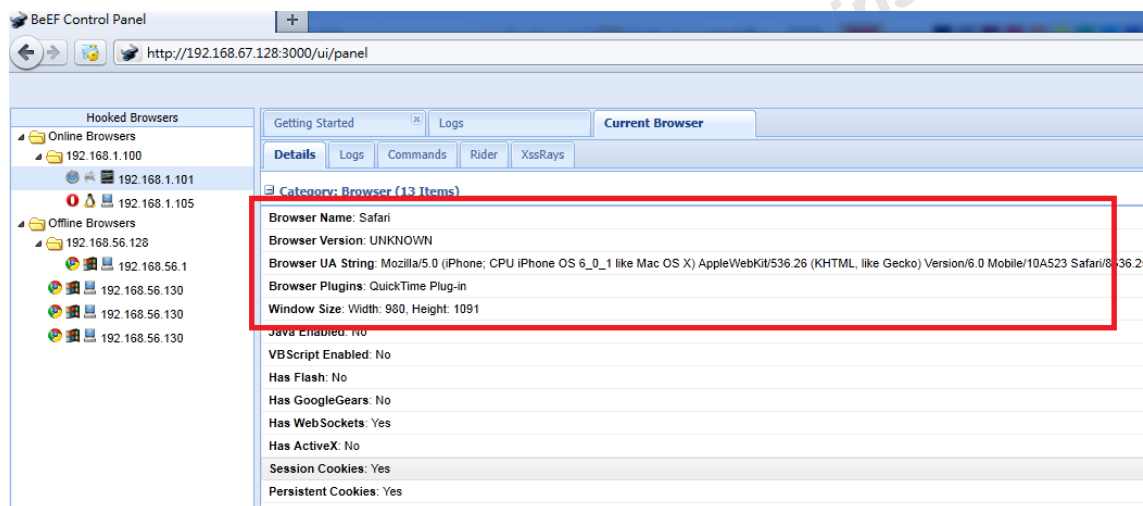 BeEF Control Panel
http://192.168.67.128:3000/ui/panel
Hooked Browsers
Online Browsers
192.168.1.100
192.168.1.101
192.168.1.105
Offline Browsers
192.168.56.128
192.168.56.1
192.168.56.130
192.168.56.130
192.168.56.130
Getting Started Logs Current Browser
Details Logs Commands Rider XssRays
Category: Browser (13 Items)
Browser Name: Safari
Browser Version: UNKNOWN
Browser UA String: Mozilla/5.0 (iPhone; CPU iPhone OS 6_0_1 like Mac OS X) AppleWebKit/536.26 (KHTML, like Gecko) Version/6.0 Mobile/10A523 Safari/8536.25
Browser Plugins: QuickTime Plug-in
Window Size: Width: 980, Height: 1091
Java Enabled: No
VBScript Enabled: No
Has Flash: No
Has GoogleGears: No
Has WebSockets: Yes
Has ActiveX: No
Session Cookies: Yes
Persistent Cookies: Yes